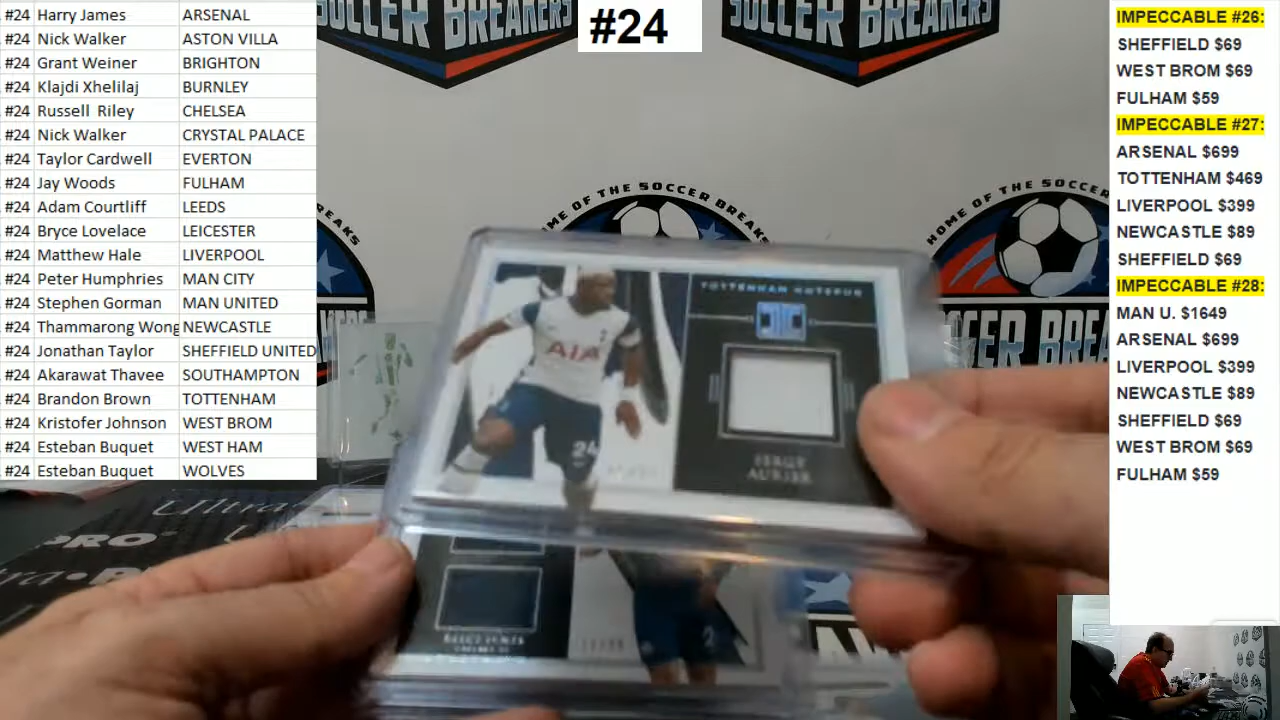 #24 Harry James ARSENAL
#24 Nick Walker ASTON VILLA
#24 Grant Weiner BRIGHTON
#24 Klajdi Xhelilaj BURNLEY
#24 Russell Riley CHELSEA
#24 Nick Walker CRYSTAL PALACE
#24 Taylor Cardwell EVERTON
#24 Jay Woods FULHAM
#24 Adam Courtliff LEEDS
#24 Bryce Lovelace LEICESTER
#24 Matthew Hale LIVERPOOL
#24 Peter Humphries MAN CITY
#24 Stephen Gorman MAN UNITED
#24 Thammarong Wong NEWCASTLE
#24 Jonathan Taylor SHEFFIELD UNITED
#24 Akarawat Thavee SOUTHAMPTON
#24 Brandon Brown TOTTENHAM
#24 Kristofer Johnson WEST BROM
#24 Esteban Buquet WEST HAM
#24 Esteban Buquet WOLVES
SOCCER BREAKERS
#24
SOCCER BREAKERS
HOME OF THE SOCCER BREAKS
OME OF THE SOCCER BREAKS
TOTTENHAM HOTSPUR
AIA
24
SERGE
AURIER
2
Ultra
PRO
IMPECCABLE #26:
SHEFFIELD $69
WEST BROM $69
FULHAM $59
IMPECCABLE #27:
ARSENAL $699
TOTTENHAM $469
LIVERPOOL $399
NEWCASTLE $89
SHEFFIELD $69
IMPECCABLE #28:
MAN U. $1649
ARSENAL $699
LIVERPOOL $399
NEWCASTLE $89
SHEFFIELD $69
WEST BROM $69
FULHAM $59